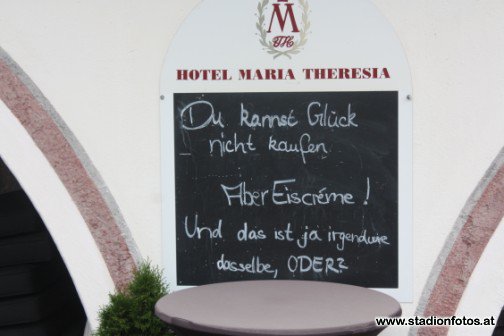 M
TH
HOTEL MARIA THERESIA
Du kannst Glück
nicht kaufen
Aber Eiscréme!
Und das ist ja irgendwie
dasselbe, ODER?
www.stadionfotos.at